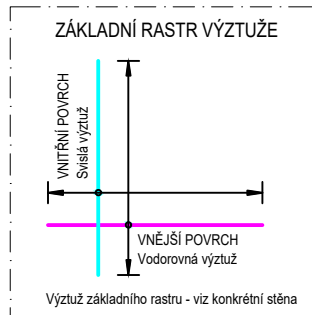 ZÁKLADNÍ RASTR VÝZTUŽE
VNITŘNÍ POVRCH
Svislá výztuž
VNĚJŠÍ POVRCH
Vodorovná výztuž
Výztuž základního rastru - viz konkrétní stěna